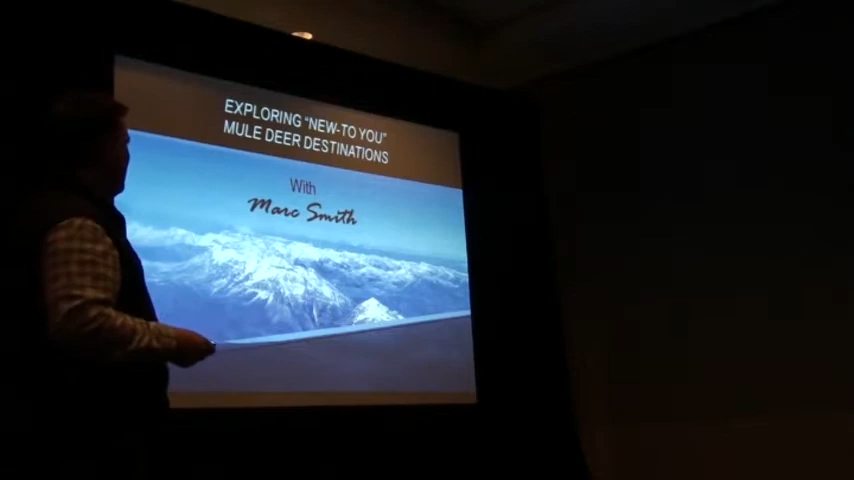 EXPLORING “NEW-TO YOU”
MULE DEER DESTINATIONS
With
Marc Smith